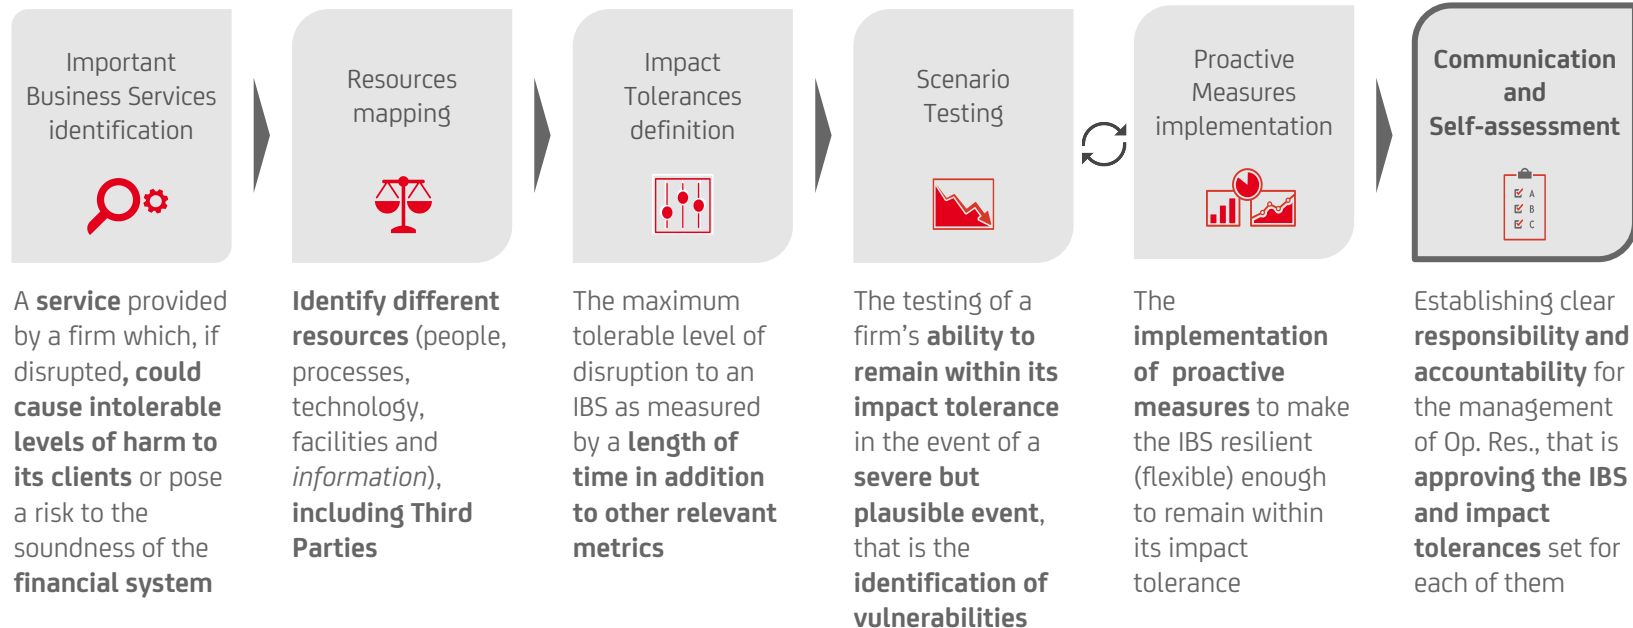 Important
Business Services
identification
Resources
mapping
Impact
Tolerances
definition
Scenario
Testing
Proactive
Measures
implementation
Communication
and
Self-assessment
A
B
C
A service provided
by a firm which, if
disrupted, could
cause intolerable
levels of harm to
its clients or pose
a risk to the
soundness of the
financial system
Identify different
resources (people,
processes,
technology,
facilities and
information),
including Third
Parties
The maximum
tolerable level of
disruption to an
IBS as measured
by a length of
time in addition
to other relevant
metrics
The testing of a
firm’s ability to
remain within its
impact tolerance
in the event of a
severe but
plausible event,
that is the
identification of
vulnerabilities
The
implementation
of proactive
measures to make
the IBS resilient
(flexible) enough
to remain within
its impact
tolerance
Establishing clear
responsibility and
accountability for
the management
of Op. Res., that is
approving the IBS
and impact
tolerances set for
each of them